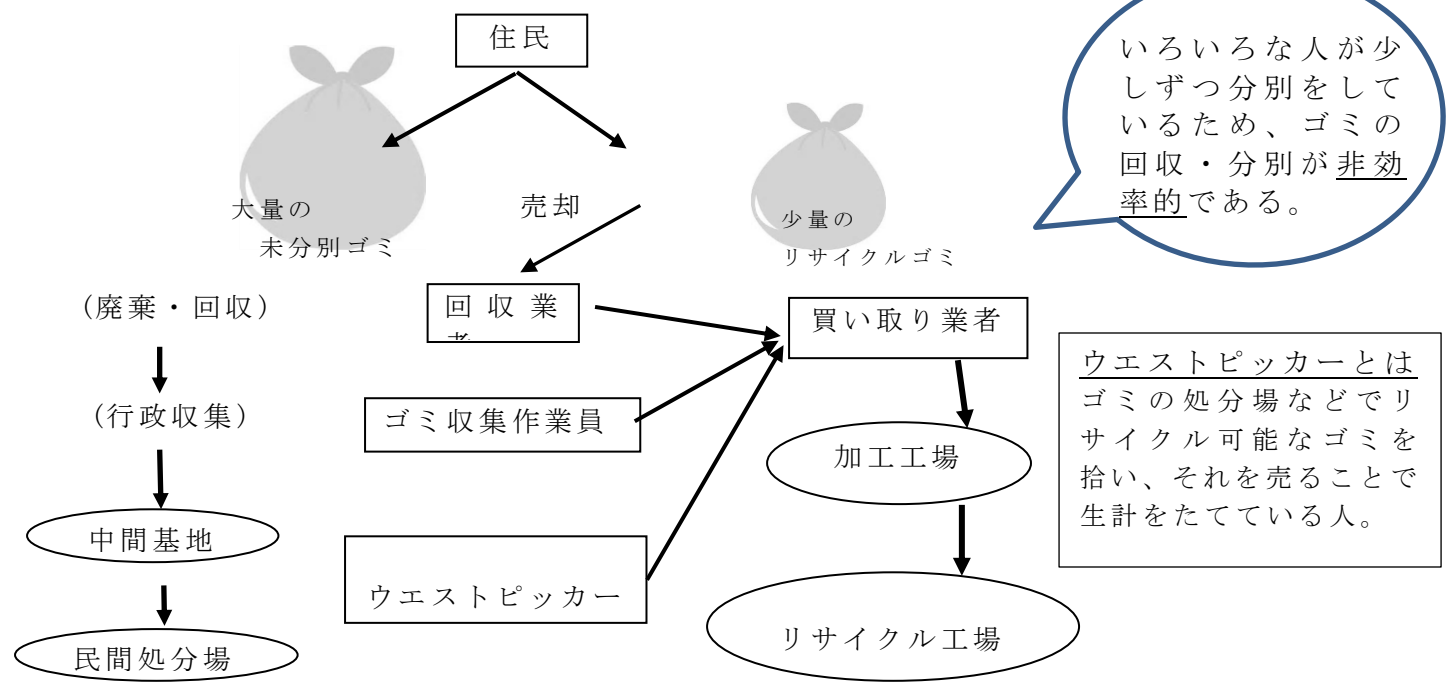 住民
いろいろな人が少
しずつ分別をして
いるため、ゴミの
回収・分別が非効
率的である。
大量の
未分別ゴミ
売却
少量の
リサイクルゴミ
(廃棄・回収)
回収業
買い取り業者
ウエストピッカーとは
ゴミの処分場などでリ
サイクル可能なゴミを
拾い、それを売ることで
生計をたてている人。
(行政収集)
ゴミ収集作業員
加工工場
中間基地
ウエストピッカー
リサイクル工場
民間処分場